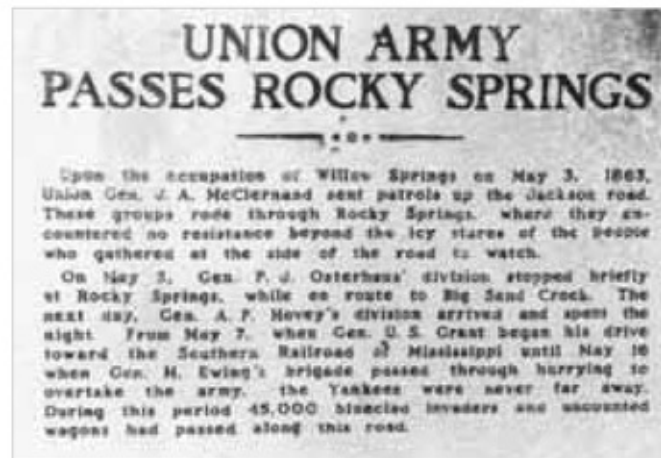 UNION ARMY
PASSES ROCKY SPRINGS
Upon the occupation of Willow Springs on May 3, 1863,
Union Gen. J. A. McClernand sent patrols up the Jackson road.
These groups rode through Rocky Springs, where they en-
countered no resistance beyond the icy stares of the people
who gathered at the side of the road to watch.
On May 5, Gen. P. J. Osterhaus' division stopped briefly
at Rocky Springs, while en route to Big Sand Creek. The
next day, Gen. A. P. Hovey's division arrived and spent the
night. From May 7, when Gen. U. S. Grant began his drive
toward the Southern Railroad of Mississippi until May 16
when Gen. H. Ewing's brigade passed through hurrying to
overtake the army, the Yankees were never far away.
During this period 45,000 blueclad invaders and uncounted
wagons had passed along this road.